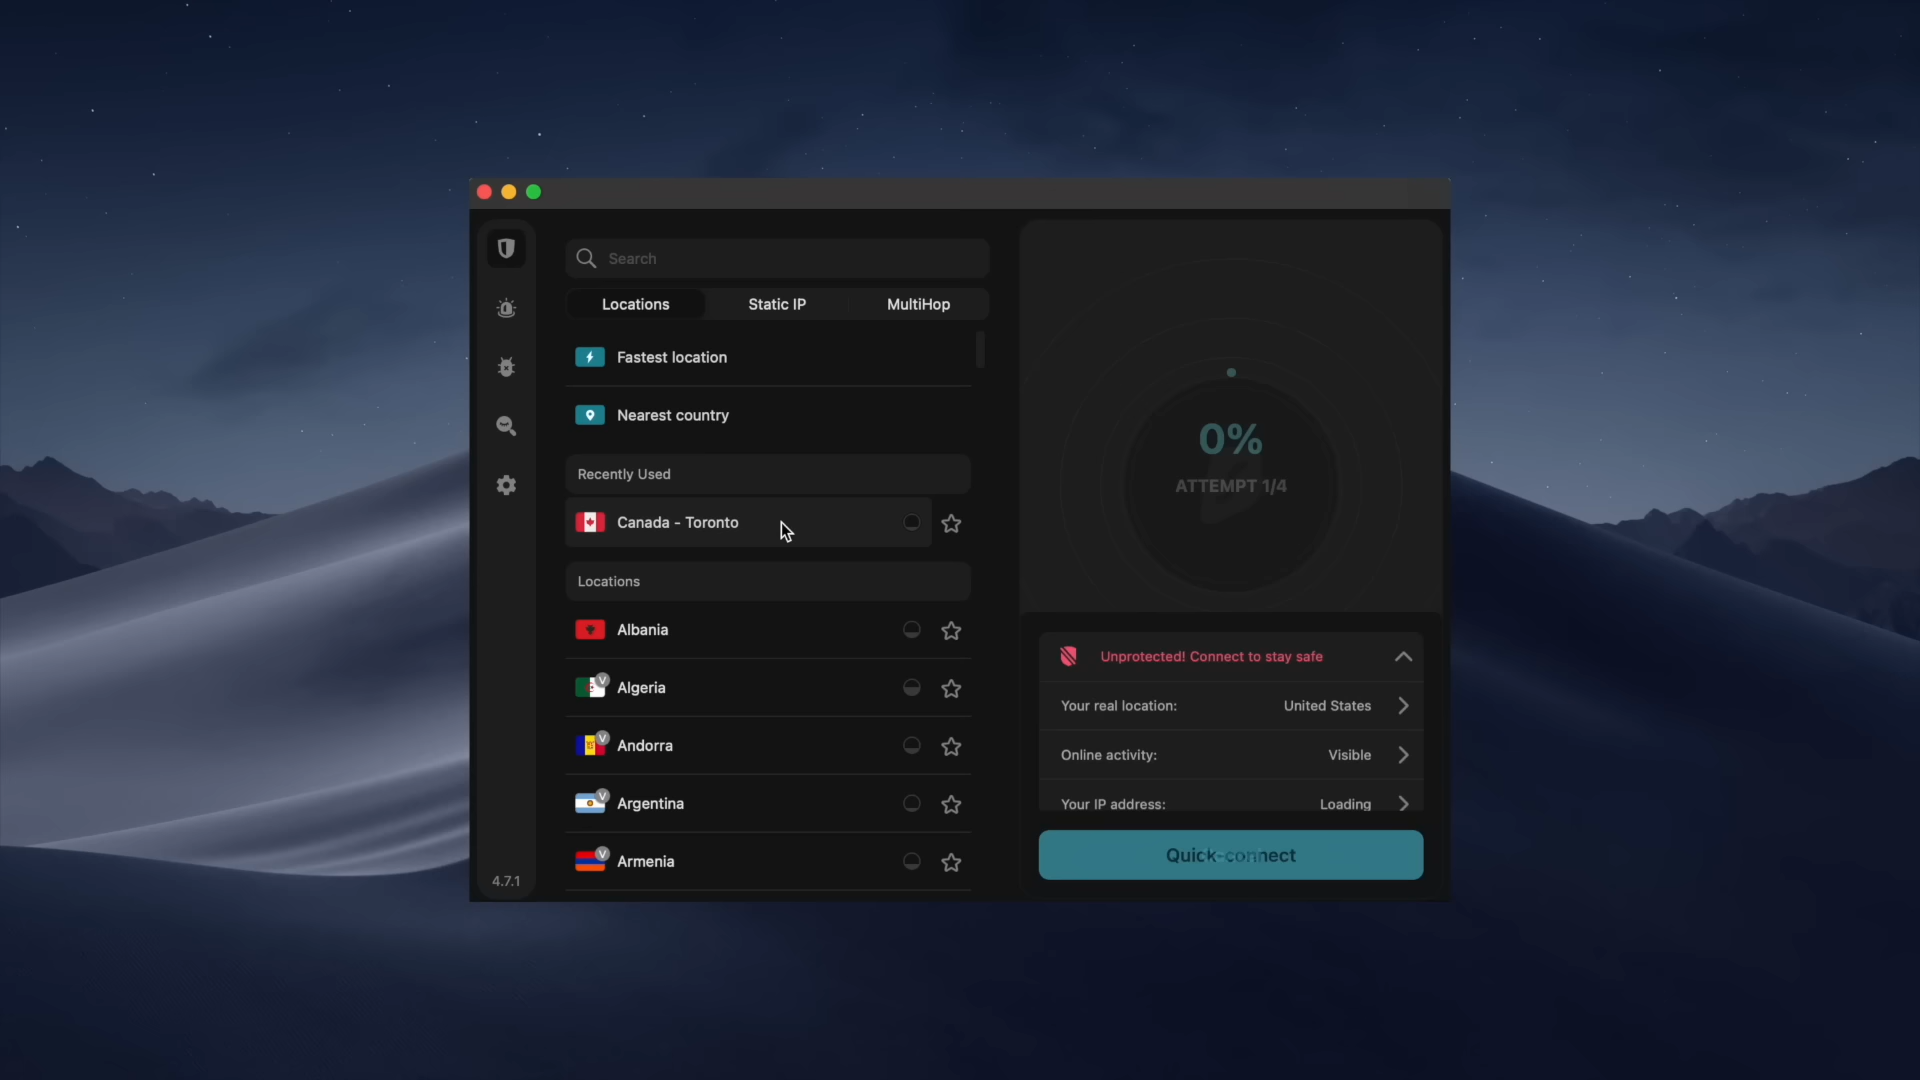 Search
Locations
Static IP
MultiHop
Fastest location
Nearest country
Recently Used
Canada - Toronto
Locations
Albania
V
Algeria
V
Andorra
V
Argentina
V
Armenia
4.7.1
0%
ATTEMPT 1/4
Unprotected! Connect to stay safe
Your real location: United States
Online activity: Visible
Your IP address: Loading
Quick-connect